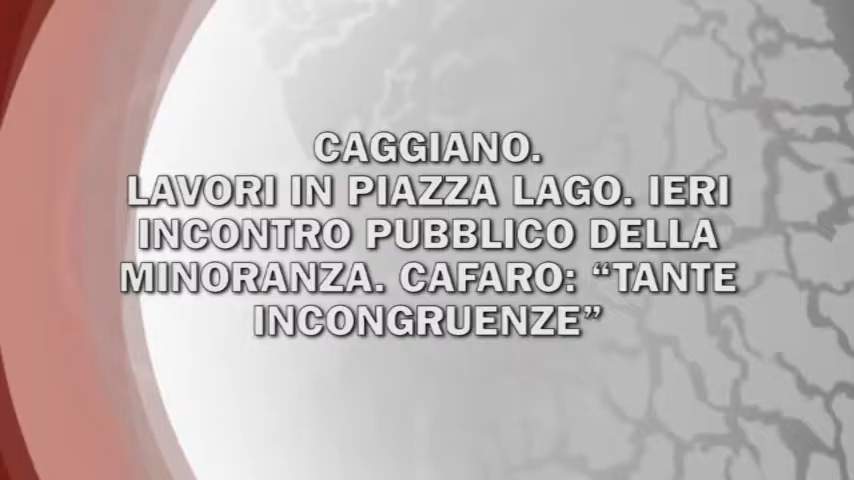 CAGGIANO.
LAVORI IN PIAZZA LAGO. IERI
INCONTRO PUBBLICO DELLA
MINORANZA. CAFARO: “TANTE
INCONGRUENZE”